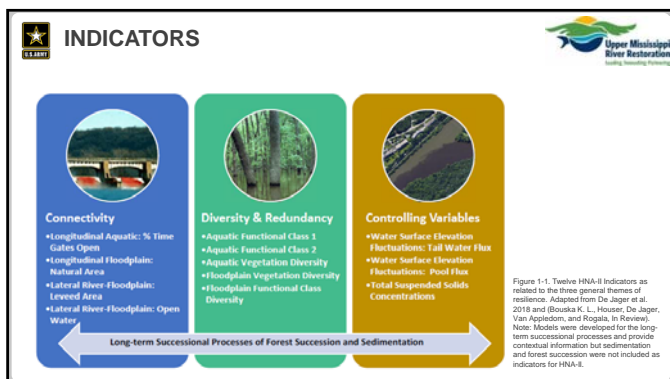 U.S.ARMY
INDICATORS
Upper Mississippi
River Restoration
Leading Innovating Partnering
Connectivity
•Longitudinal Aquatic: % Time
Gates Open
•Longitudinal Floodplain:
Natural Area
•Lateral River-Floodplain:
Leveed Area
•Lateral River-Floodplain: Open
Water
Diversity & Redundancy
•Aquatic Functional Class 1
•Aquatic Functional Class 2
•Aquatic Vegetation Diversity
•Floodplain Vegetation Diversity
•Floodplain Functional Class
Diversity
Controlling Variables
•Water Surface Elevation
Fluctuations: Tail Water Flux
•Water Surface Elevation
Fluctuations: Pool Flux
•Total Suspended Solids
Concentrations
Long-term Successional Processes of Forest Succession and Sedimentation
Figure 1-1. Twelve HNA-II Indicators as
related to the three general themes of
resilience. Adapted from De Jager et al.
2018 and (Bouska K. L., Houser, De Jager,
Van Appledorn, and Rogala, In Review).
Note: Models were developed for the long-
term successional processes and provide
contextual information but sedimentation
and forest succession were not included as
indicators for HNA-II.